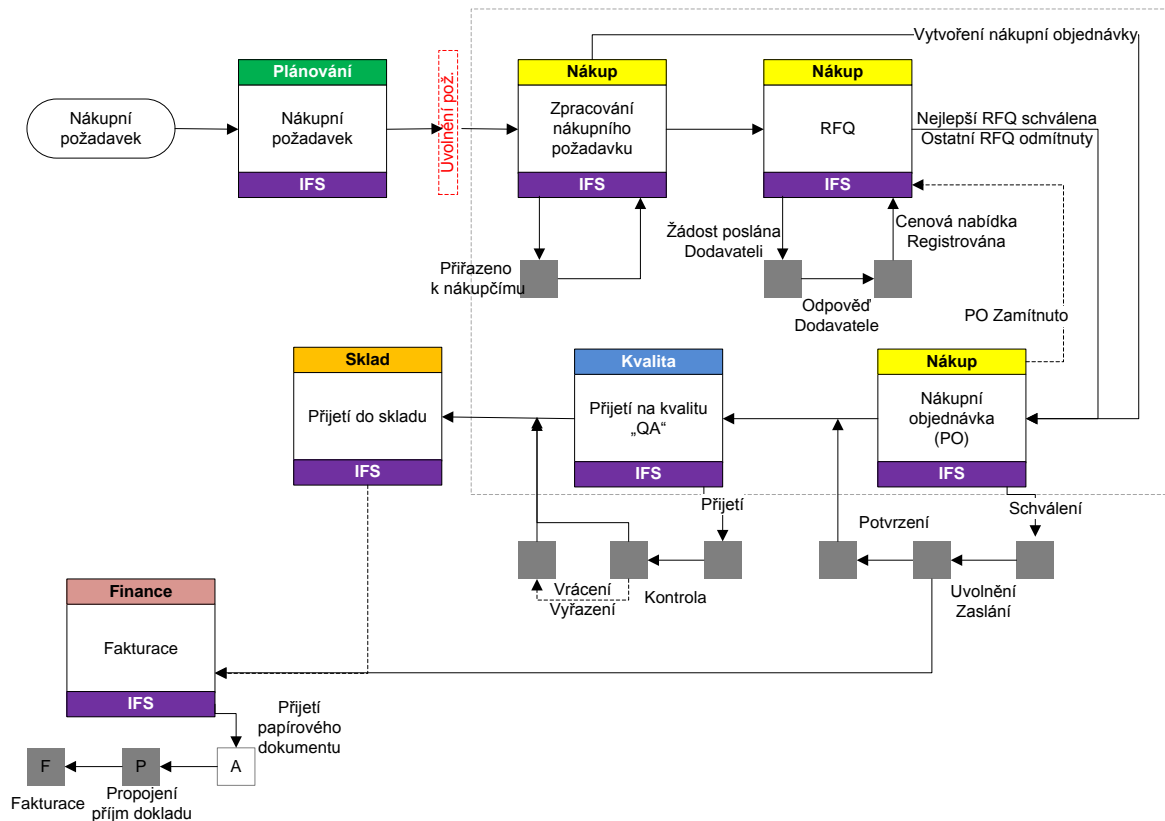 Vytvoření nákupní objednávky
Nákupní
požadavek
Plánování
Nákupní
požadavek
IFS
Uvolnění pož.
Nákup
Zpracování
nákupního
požadavku
IFS
Nákup
RFQ
IFS
Nejlepší RFQ schválena
Ostatní RFQ odmítnuty
Přiřazeno
k nákupčímu
Žádost poslána
Dodavateli
Cenová nabídka
Registrována
Odpověď
Dodavatele
PO Zamítnuto
Sklad
Přijetí do skladu
IFS
Kvalita
Přijetí na kvalitu
„QA“
IFS
Nákup
Nákupní
objednávka
(PO)
IFS
Přijetí
Kontrola
Vrácení
Vyřazení
Schválení
Potvrzení
Uvolnění
Zaslání
Finance
Fakturace
IFS
Přijetí
papírového
dokumentu
F
P
A
Fakturace
Propojení
příjm dokladu